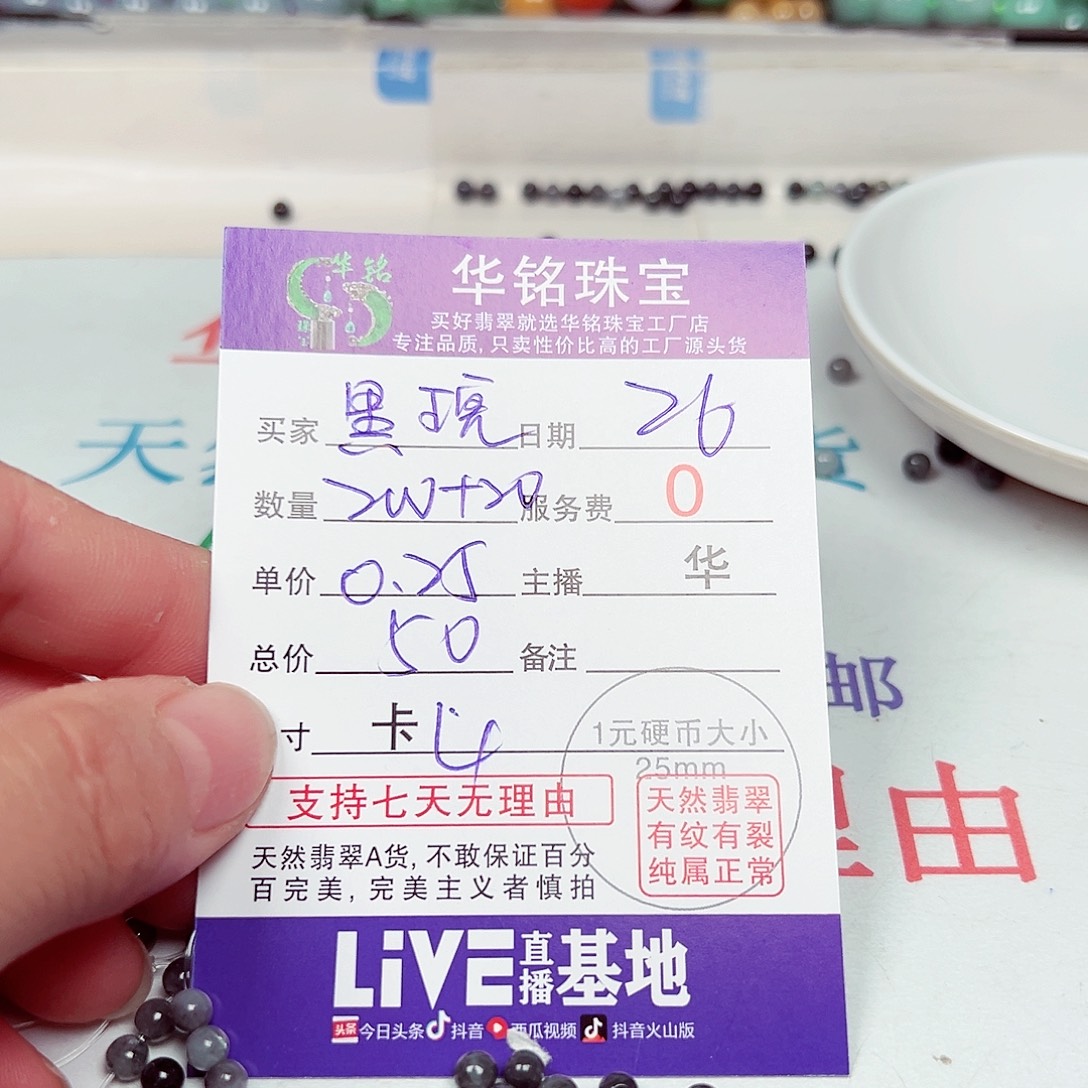 华铭
华铭珠宝
买好翡翠就选华铭珠宝工厂店
专注品质,只卖性价比高的工厂源头货
买家 黑 日期 26
数量 200+20 服务费 0
单价 0.25 主播 华
总价 50 备注
寸 卡 4
1元硬币大小
25mm
支持七天无理由
天然翡翠
有纹有裂
纯属正常
天然翡翠A货,不敢保证百分
百完美,完美主义者慎拍
LiVE直播基地
头条 今日头条 抖音 西瓜视频 抖音火山版
天
货
邮
理由